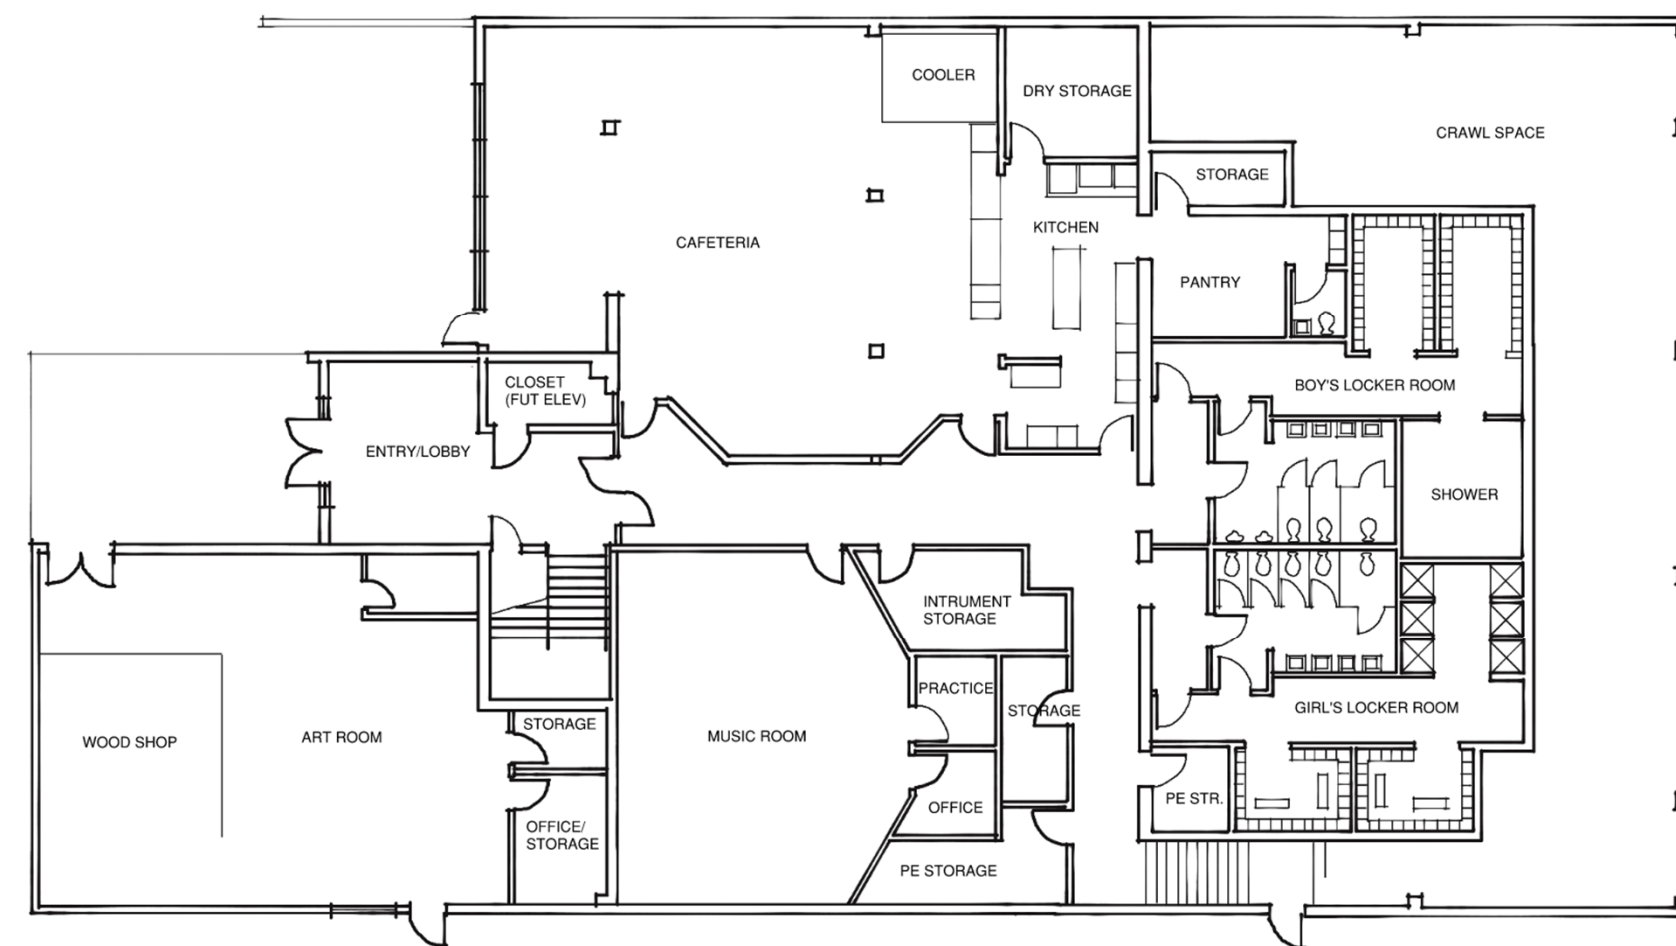 COOLER
DRY STORAGE
CRAWL SPACE
STORAGE
KITCHEN
CAFETERIA
PANTRY
CLOSET
(FUT ELEV)
BOY'S LOCKER ROOM
ENTRY/LOBBY
SHOWER
INTRUMENT
STORAGE
PRACTICE
STORAGE
GIRL'S LOCKER ROOM
STORAGE
WOOD SHOP
ART ROOM
MUSIC ROOM
PE STR.
OFFICE
OFFICE/
STORAGE
PE STORAGE